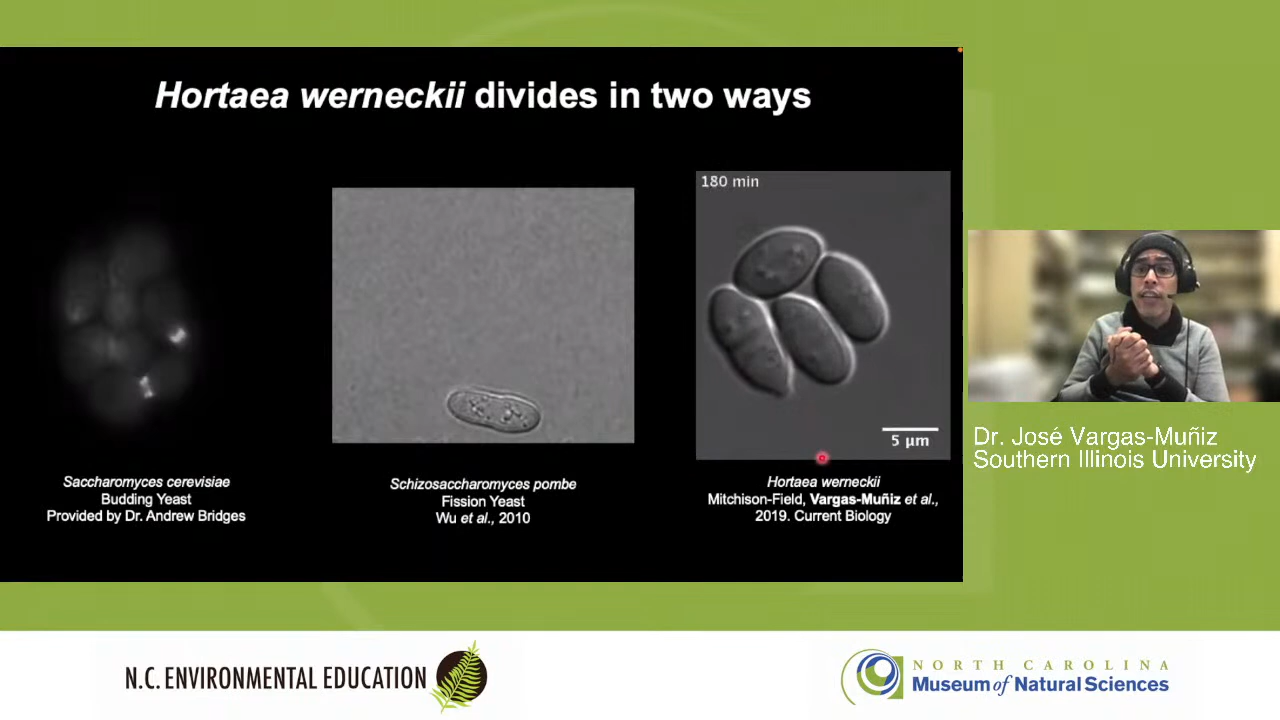 Hortaea werneckii divides in two ways
180 min
5 µm
Saccharomyces cerevisiae
Budding Yeast
Provided by Dr. Andrew Bridges
Schizosaccharomyces pombe
Fission Yeast
Wu et al., 2010
Hortaea werneckii
Mitchison-Field, Vargas-Muñiz et al.,
2019. Current Biology
Dr. José Vargas-Muñiz
Southern Illinois University
N.C. ENVIRONMENTAL EDUCATION
NORTH CAROLINA
Museum of Natural Sciences